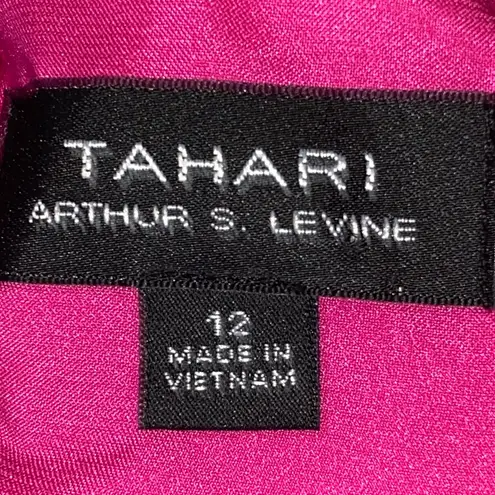 TAHARI
ARTHUR S. LEVINE
12
MADE IN
VIETNAM